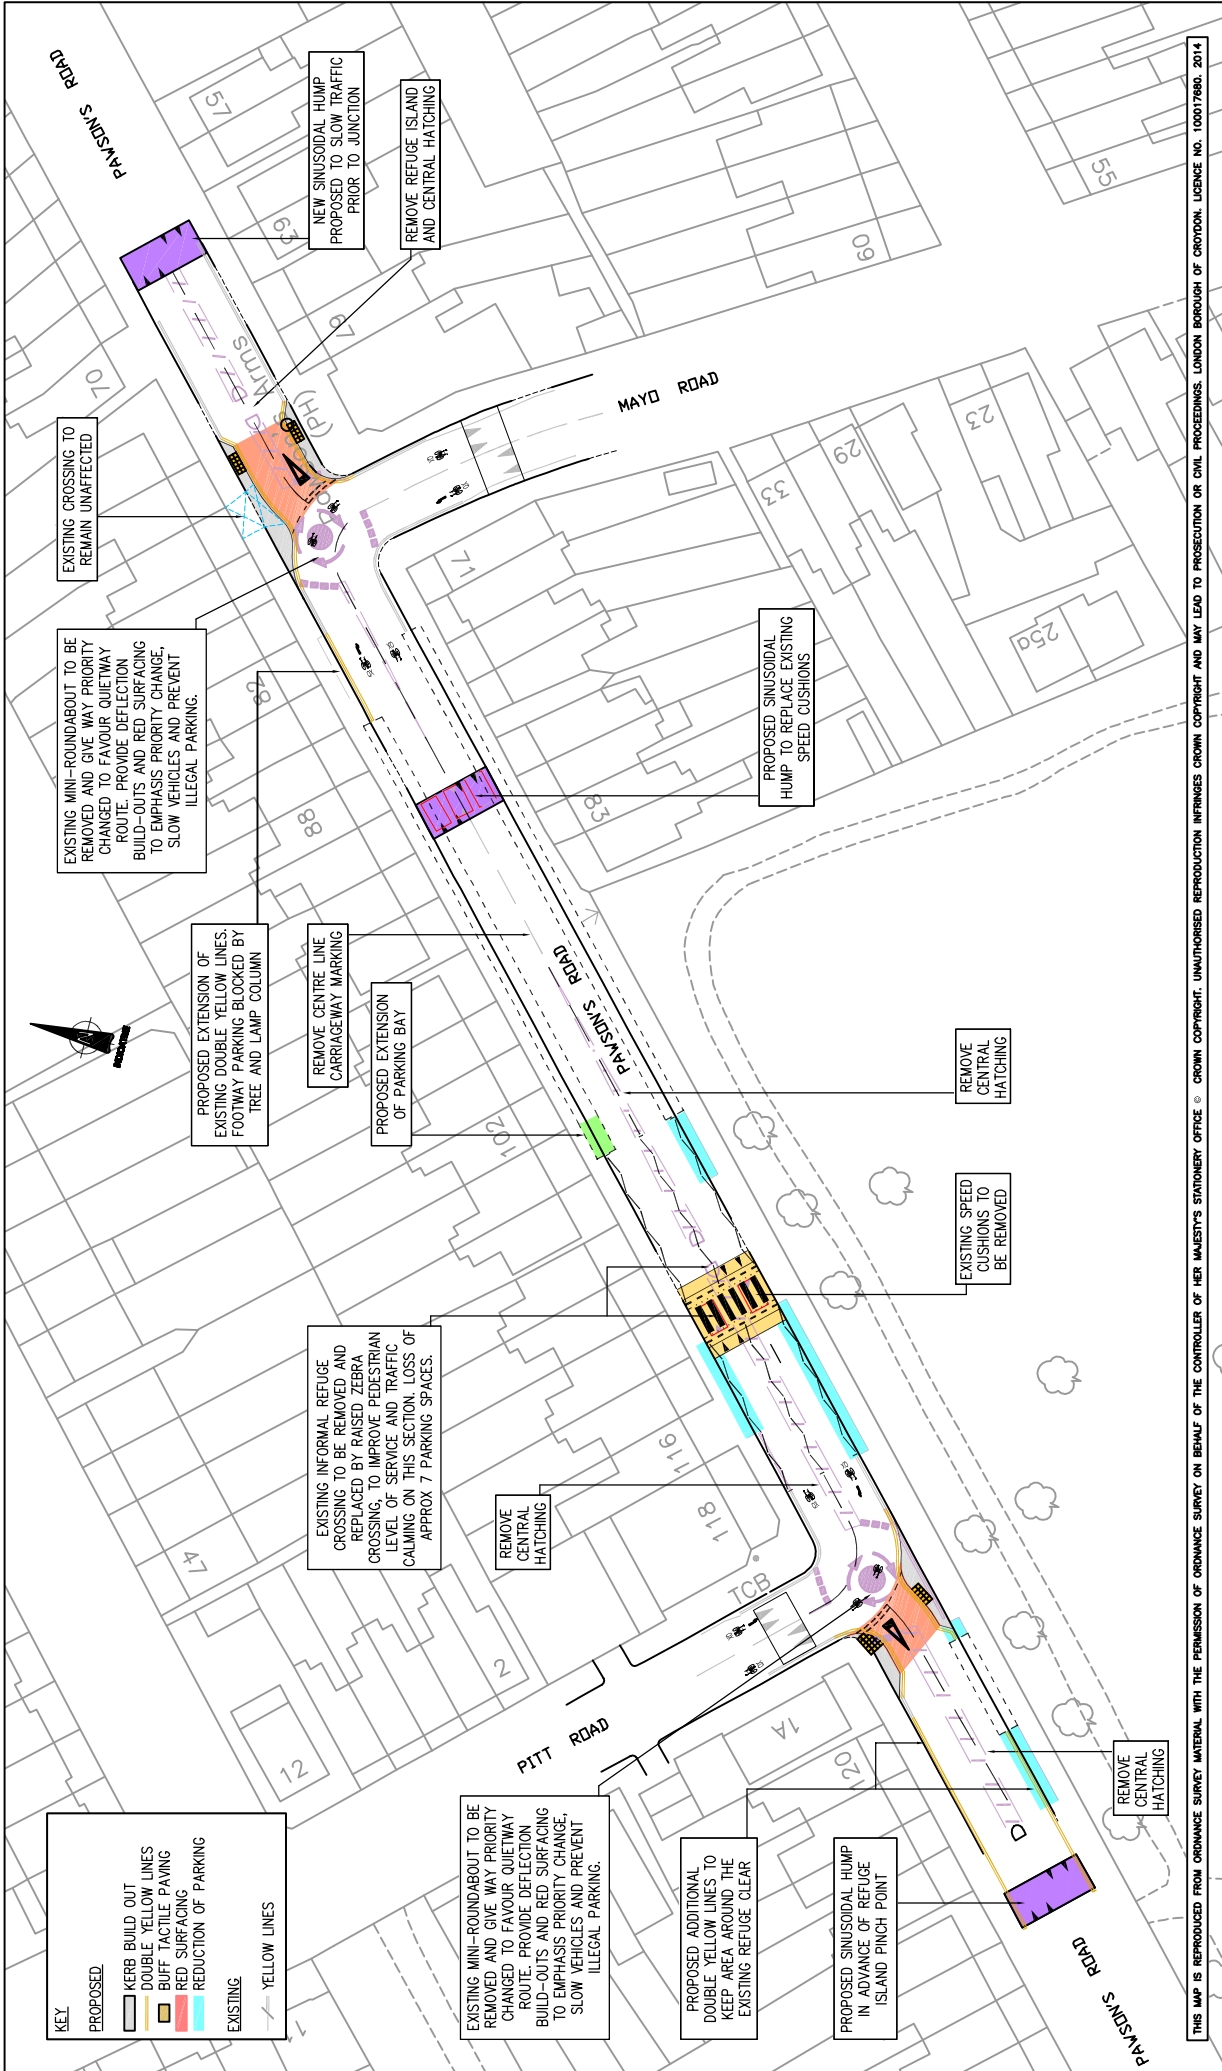 KEY
PROPOSED
KERB BUILD OUT
DOUBLE YELLOW LINES
BUFF TACTILE PAVING
RED SURFACING
REDUCTION OF PARKING
EXISTING
YELLOW LINES
EXISTING MINI-ROUNDABOUT TO BE
REMOVED AND GIVE WAY PRIORITY
CHANGED TO FAVOUR QUIETWAY
ROUTE. PROVIDE DEFLECTION
BUILD-OUTS AND RED SURFACING
TO EMPHASIS PRIORITY CHANGE,
SLOW VEHICLES AND PREVENT
ILLEGAL PARKING.
PROPOSED ADDITIONAL
DOUBLE YELLOW LINES TO
KEEP AREA AROUND THE
EXISTING REFUGE CLEAR
PROPOSED SINUSOIDAL HUMP
IN ADVANCE OF REFUGE
ISLAND PINCH POINT
REMOVE
CENTRAL
HATCHING
EXISTING INFORMAL REFUGE
CROSSING TO BE REMOVED AND
REPLACED BY RAISED ZEBRA
CROSSING, TO IMPROVE PEDESTRIAN
LEVEL OF SERVICE AND TRAFFIC
CALMING ON THIS SECTION. LOSS OF
APPROX 7 PARKING SPACES.
REMOVE
CENTRAL
HATCHING
EXISTING SPEED
CUSHIONS TO
BE REMOVED
REMOVE
CENTRAL
HATCHING
PROPOSED EXTENSION OF
EXISTING DOUBLE YELLOW LINES.
FOOTWAY PARKING BLOCKED BY
TREE AND LAMP COLUMN
REMOVE CENTRE LINE
CARRIAGEWAY MARKING
PROPOSED EXTENSION
OF PARKING BAY
EXISTING MINI-ROUNDABOUT TO BE
REMOVED AND GIVE WAY PRIORITY
CHANGED TO FAVOUR QUIETWAY
ROUTE. PROVIDE DEFLECTION
BUILD-OUTS AND RED SURFACING
TO EMPHASIS PRIORITY CHANGE,
SLOW VEHICLES AND PREVENT
ILLEGAL PARKING.
EXISTING CROSSING TO
REMAIN UNAFFECTED
PROPOSED SINUSOIDAL
HUMP TO REPLACE EXISTING
SPEED CUSHIONS
NEW SINUSOIDAL HUMP
PROPOSED TO SLOW TRAFFIC
PRIOR TO JUNCTION
REMOVE REFUGE ISLAND
AND CENTRAL HATCHING
PAWSON'S ROAD
PAWSON'S ROAD
PAWSON'S ROAD
PITT ROAD
MAYO ROAD
Arms
(PH)
TCB
11
12
2
1A
120
47
118
116
102
88
82
70
57
63
67
71
83
60
55
23
29
33
25a
THIS MAP IS REPRODUCED FROM ORDNANCE SURVEY MATERIAL WITH THE PERMISSION OF ORDNANCE SURVEY ON BEHALF OF THE CONTROLLER OF HER MAJESTY'S STATIONERY OFFICE © CROWN COPYRIGHT. UNAUTHORISED REPRODUCTION INFRINGES CROWN COPYRIGHT AND MAY LEAD TO PROSECUTION OR CIVIL PROCEEDINGS. LONDON BOROUGH OF CROYDON. LICENCE NO. 100017680. 2014